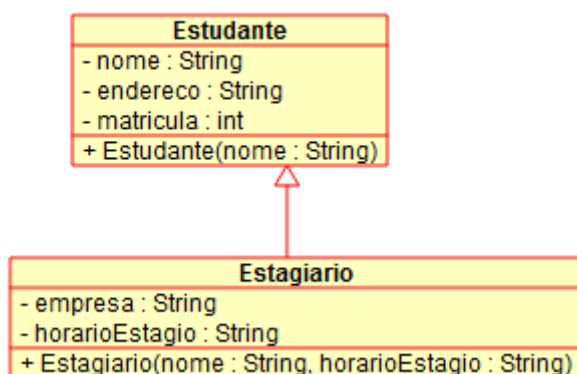 Estudante
- nome : String
- endereco : String
- matricula : int
+ Estudante(nome : String)
Estagiario
- empresa : String
- horarioEstagio : String
+ Estagiario(nome : String, horarioEstagio : String)